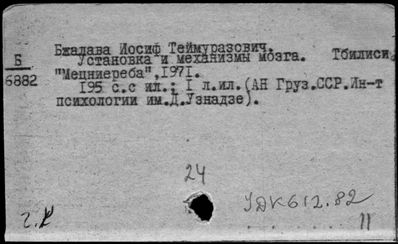 Бжалава Иосиф Теймуразович.
Б Установка и механизмы мозга. Тбилиси,
6882 "Мецниереба", 1971.
195 с.с ил.; I л.ил.(АН Груз.ССР.Ин-т
психологии им.Д.Узнадзе).
24
УДК612.82
11